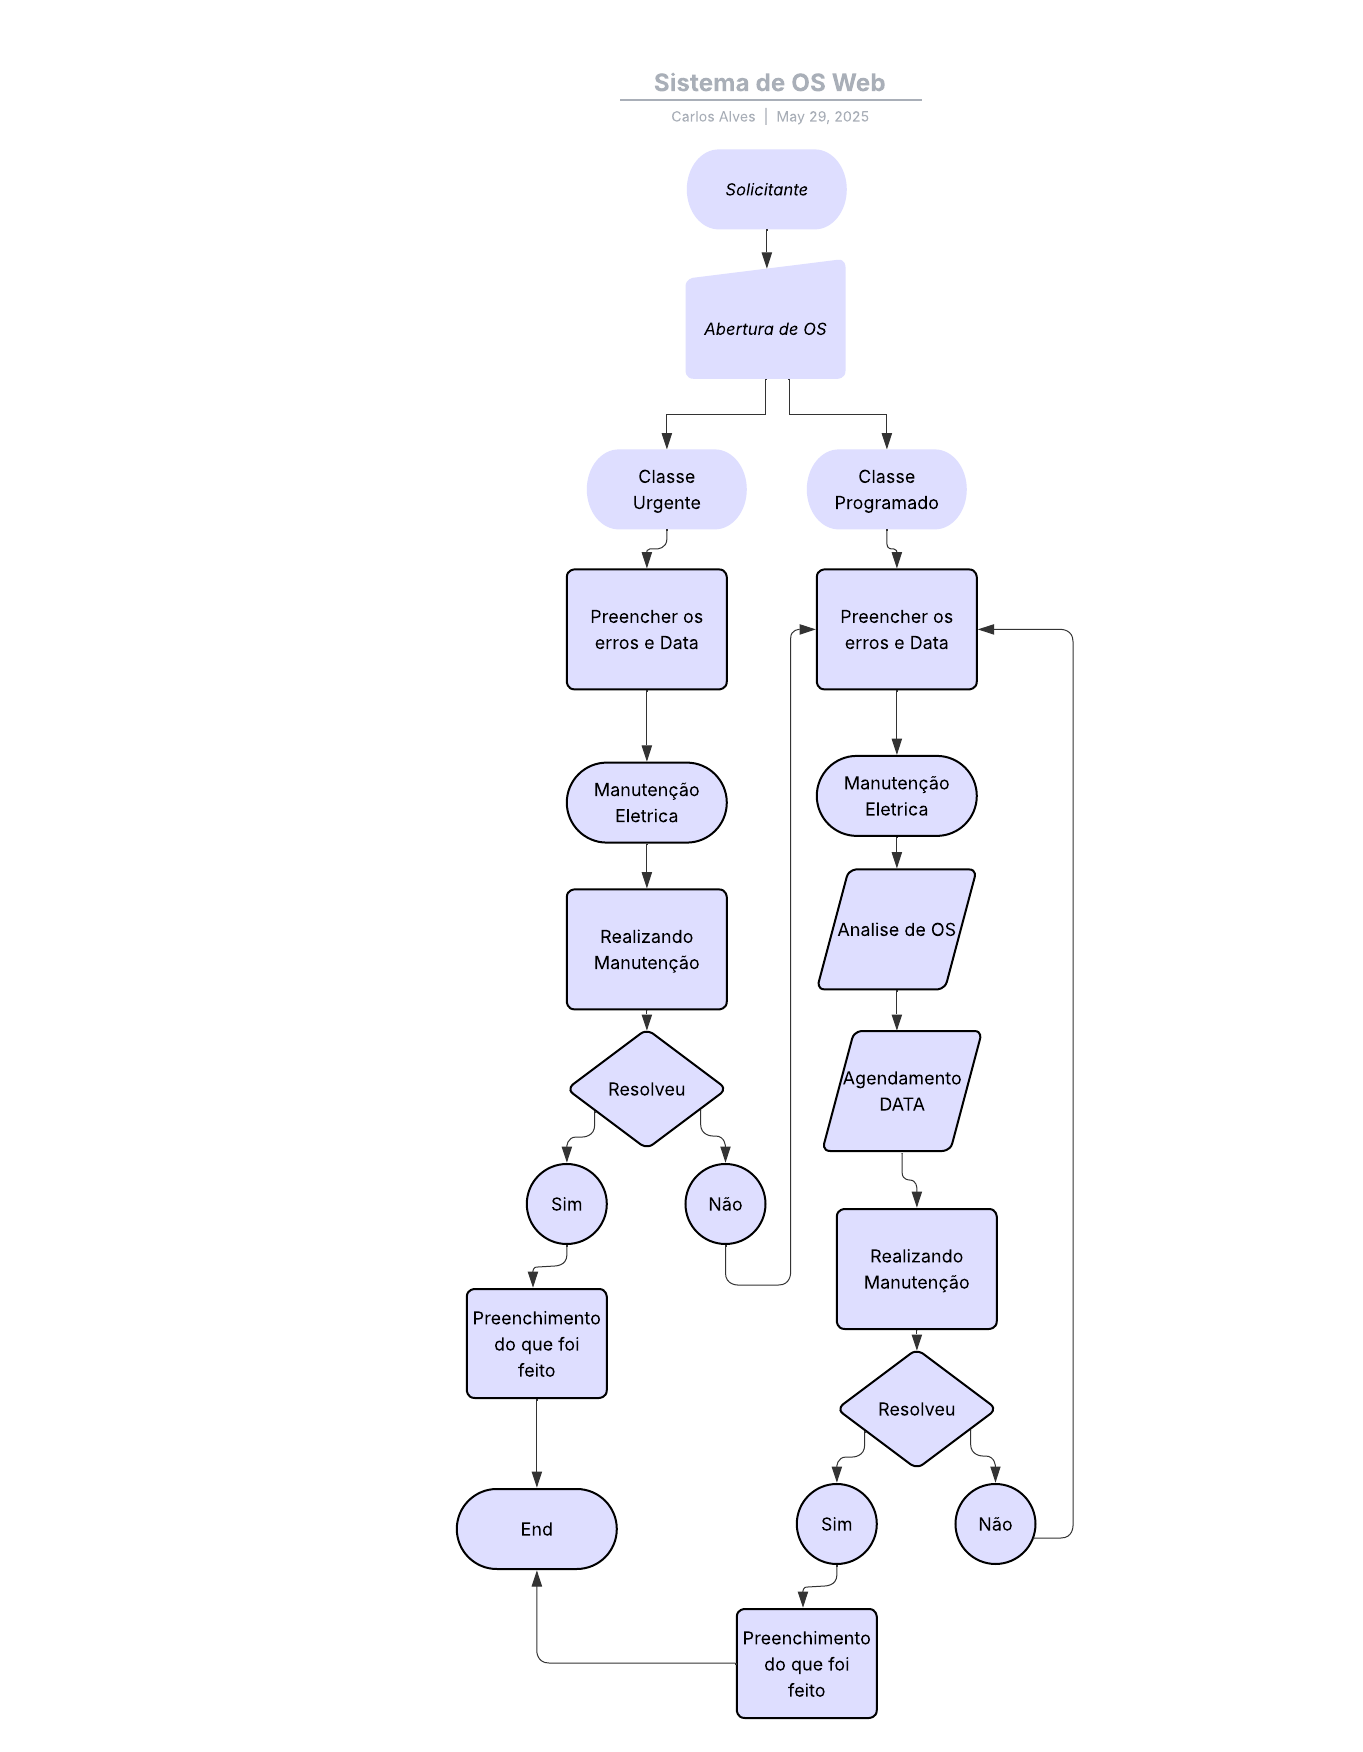 Sistema de OS Web
Carlos Alves | May 29, 2025
Solicitante
Abertura de OS
Classe
Urgente
Classe
Programado
Preencher os
erros e Data
Preencher os
erros e Data
Manutenção
Eletrica
Manutenção
Eletrica
Realizando
Manutenção
Analise de OS
Resolveu
Agendamento
DATA
Sim
Não
Realizando
Manutenção
Preenchimento
do que foi
feito
Resolveu
End
Sim
Não
Preenchimento
do que foi
feito